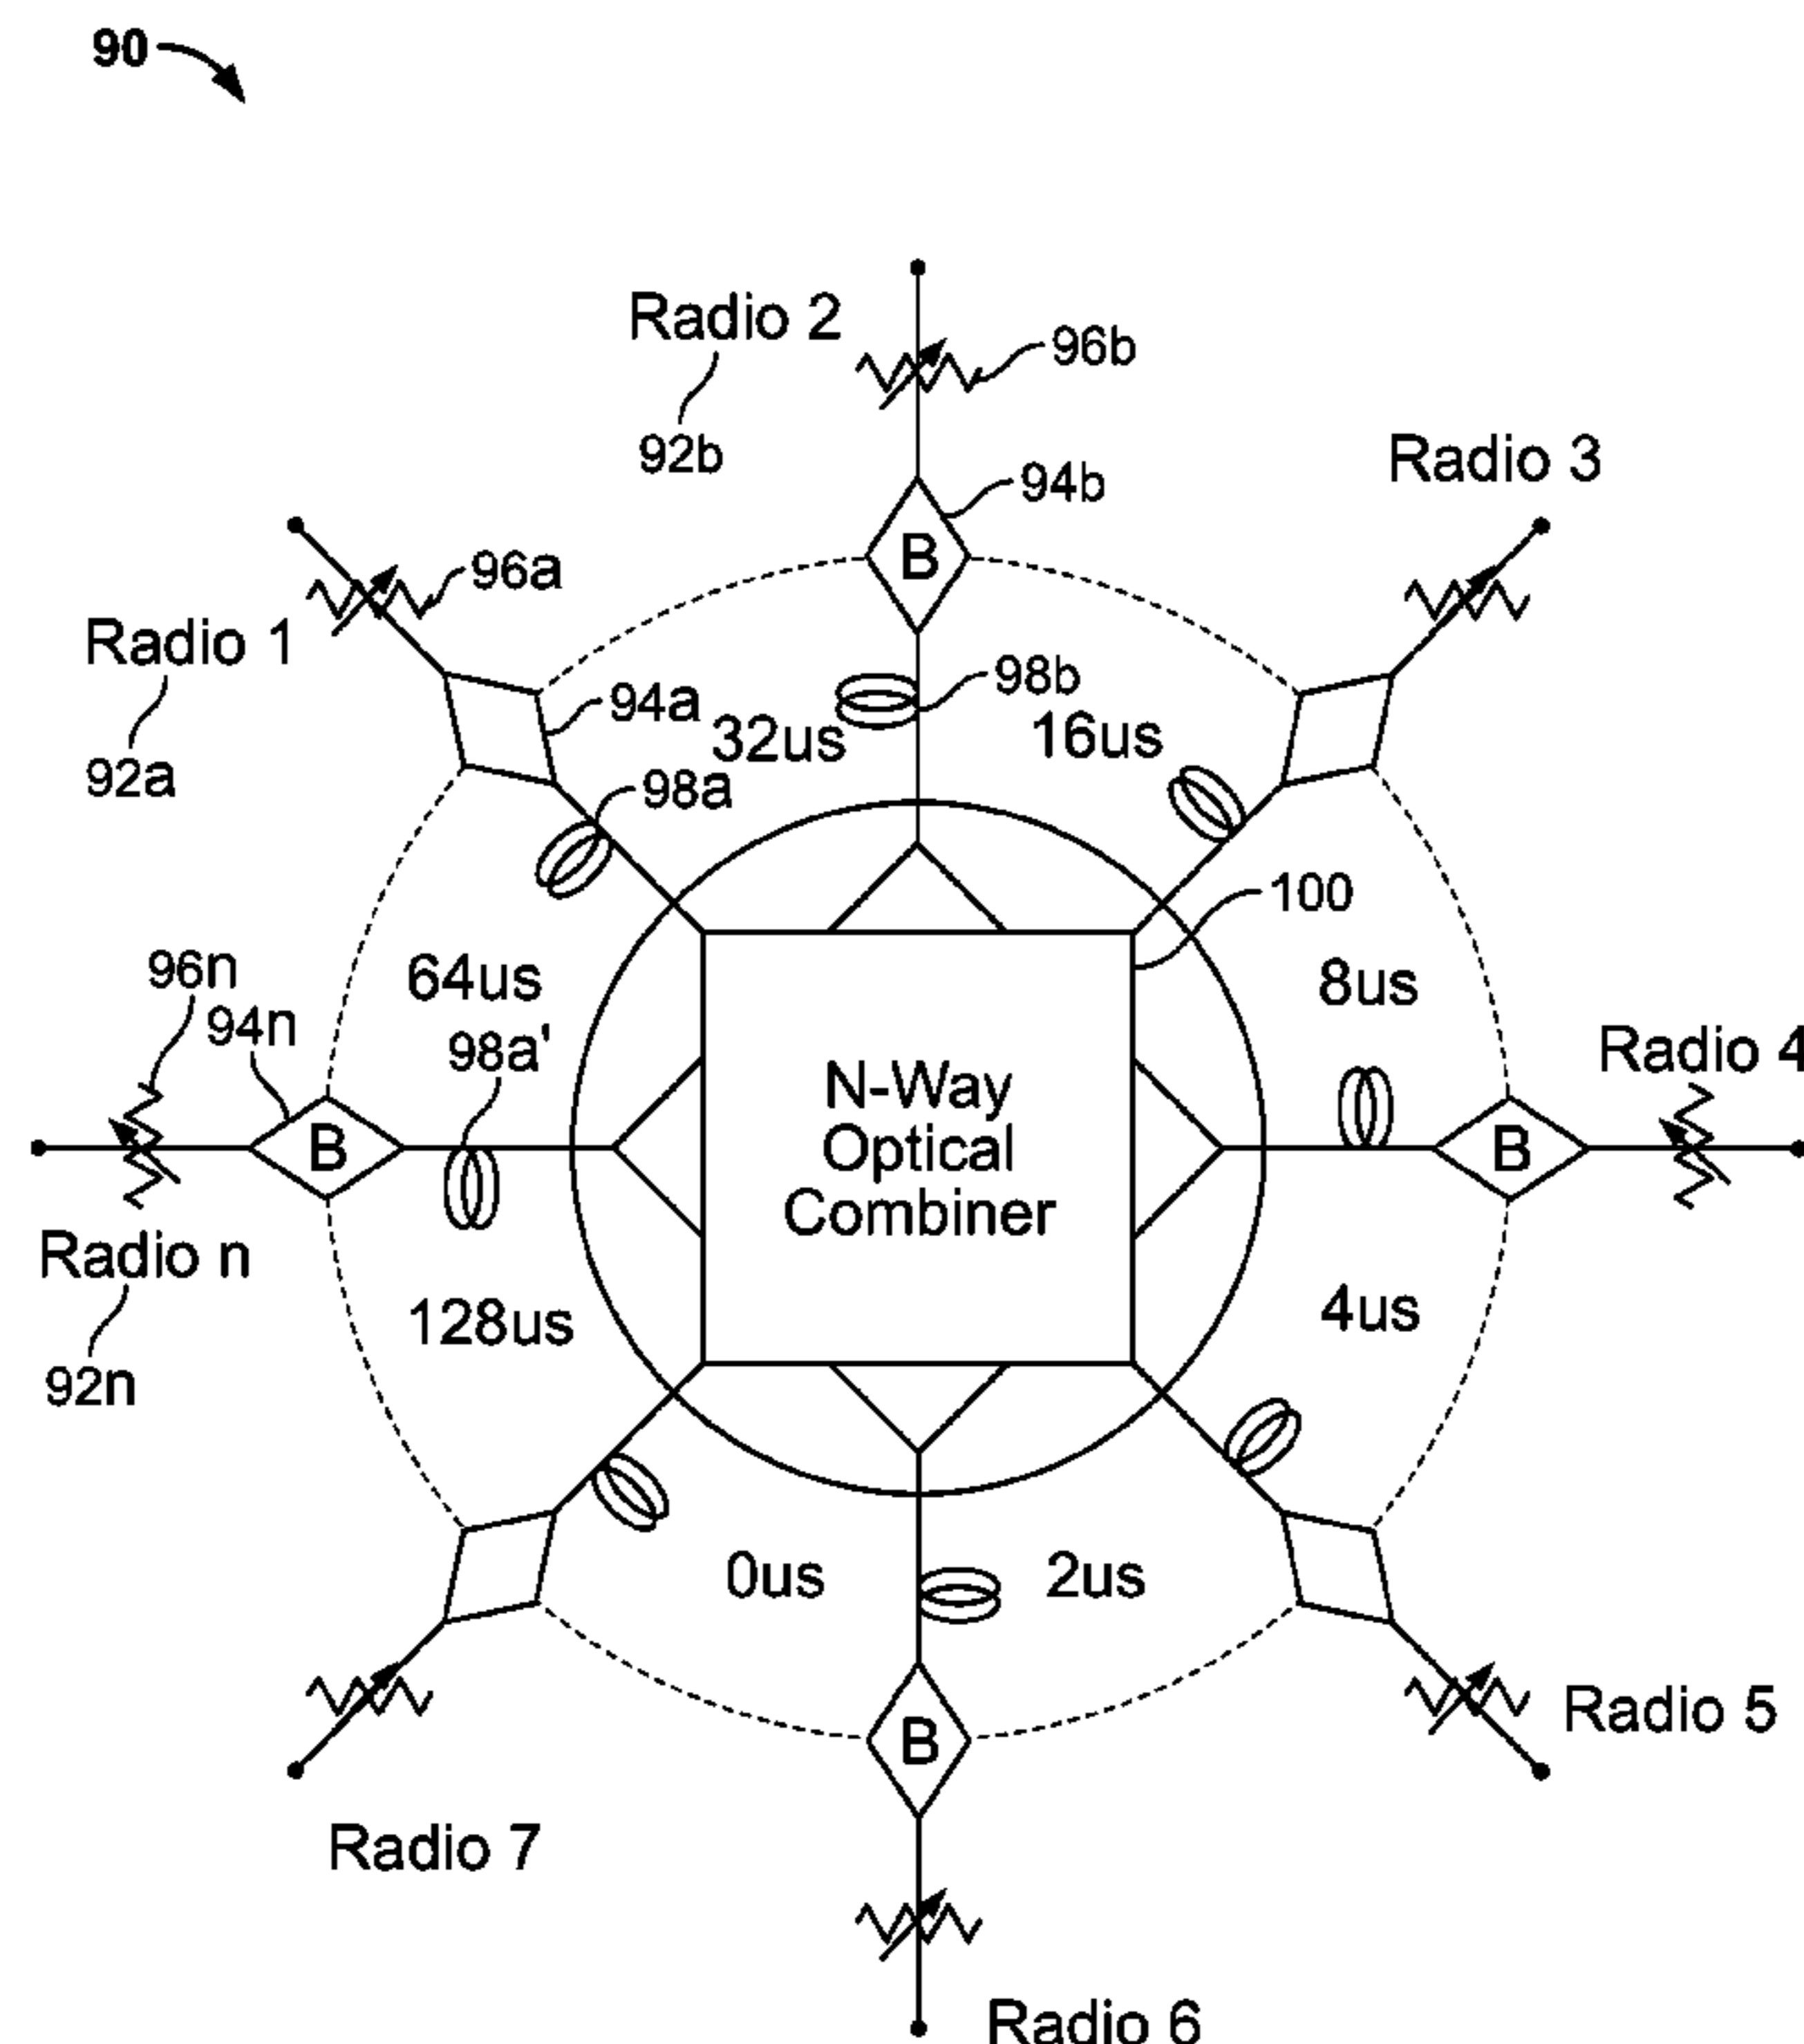 90
Radio 2
96b
92b
Radio 3
94b
96a
Radio 1
92a
94a
98b
32us
16us
98a
100
96n
64us
8us
94n
98a'
Radio 4
B
B
B
N-Way
Optical
Combiner
Radio n
128us
4us
92n
0us
2us
B
Radio 5
Radio 7
Radio 6